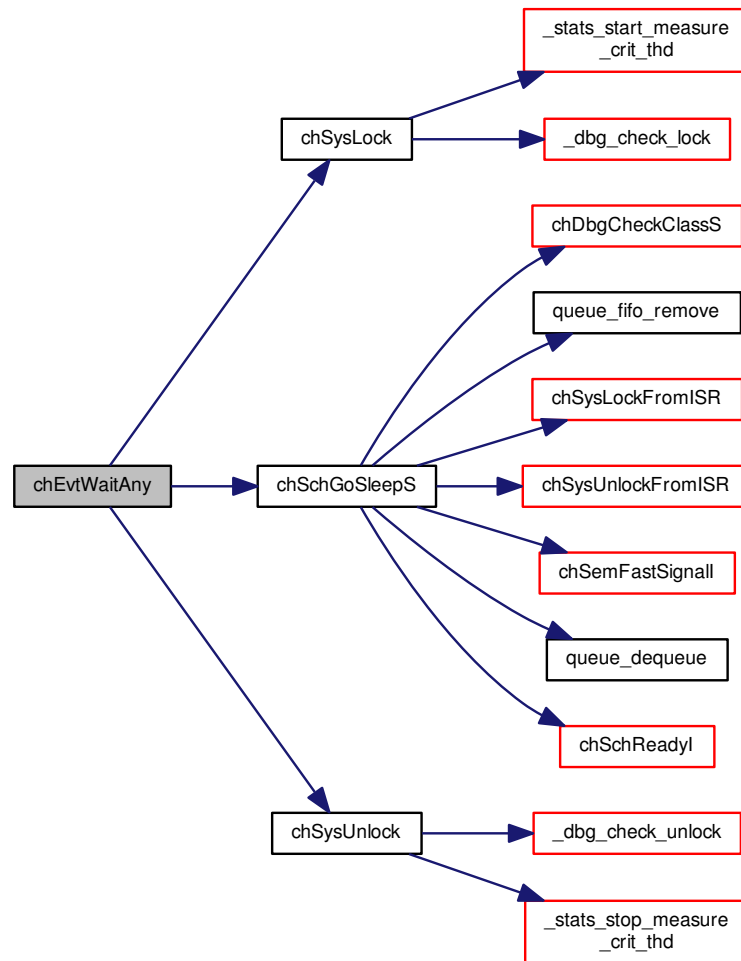 _stats_start_measure
_crit_thd
chSysLock
_dbg_check_lock
chDbgCheckClassS
queue_fifo_remove
chSysLockFromISR
chEvtWaitAny
chSchGoSleepS
chSysUnlockFromISR
chSemFastSignalI
queue_dequeue
chSchReadyI
chSysUnlock
_dbg_check_unlock
_stats_stop_measure
_crit_thd